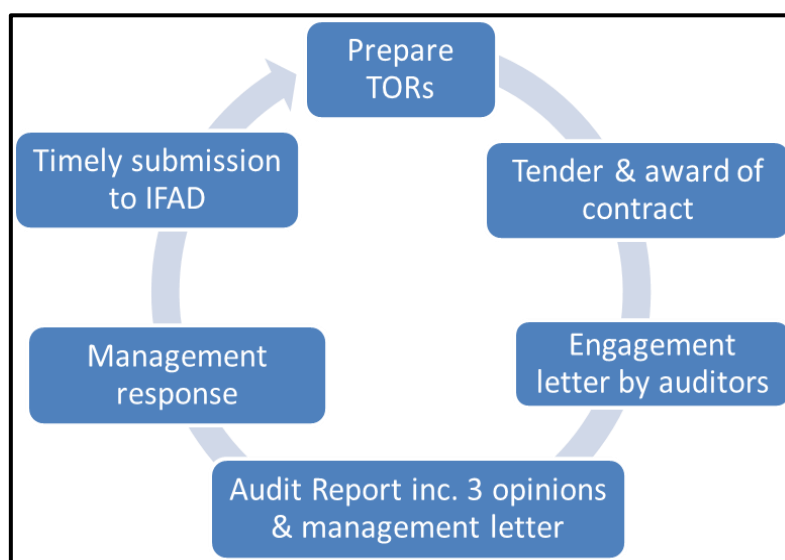 Prepare
TORs
Tender & award of
contract
Engagement
letter by auditors
Audit Report inc. 3 opinions
& management letter
Management
response
Timely submission
to IFAD